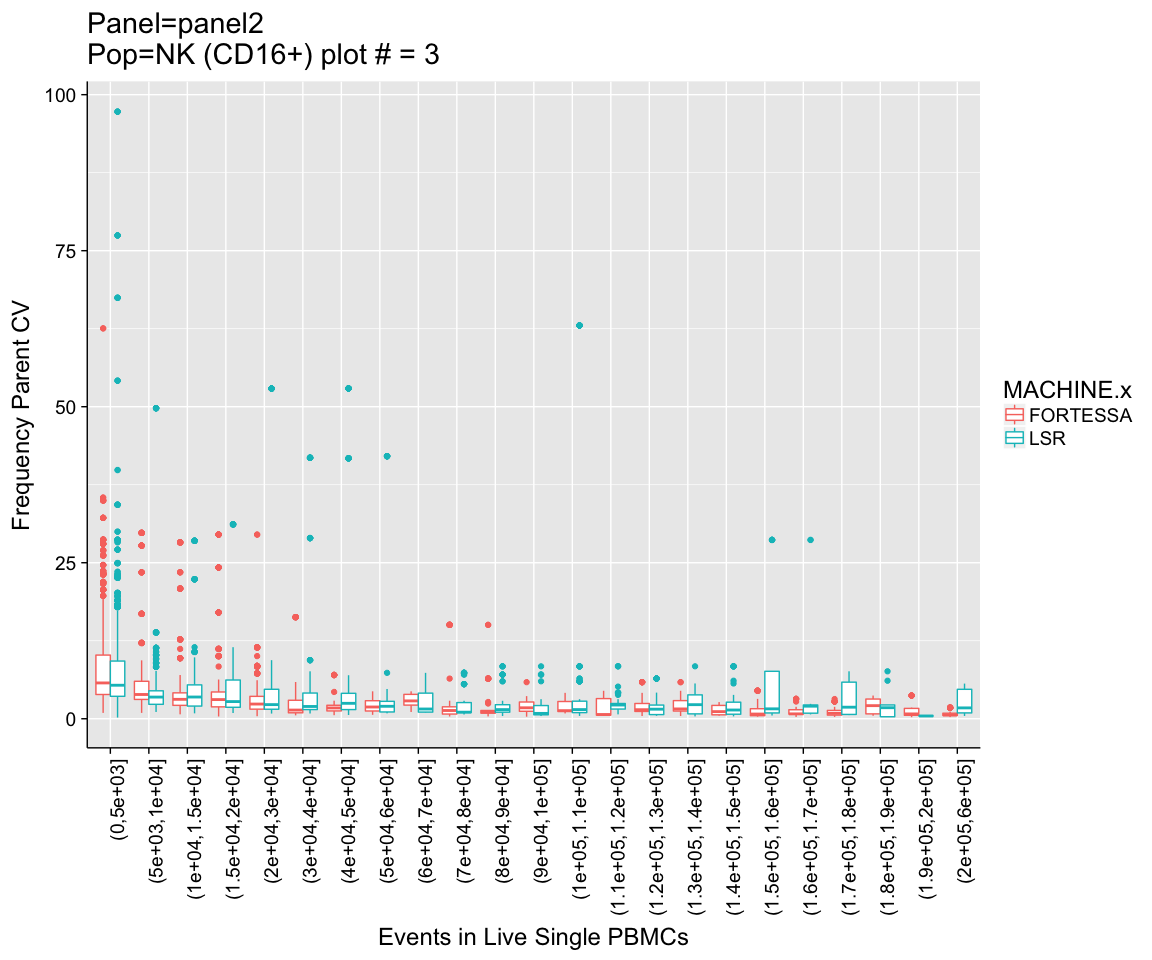 Panel=panel2
Pop=NK (CD16+) plot # = 3
100
75
50
25
0
Frequency Parent CV
(0,5e+03]
(5e+03,1e+04]
(1e+04,1.5e+04]
(1.5e+04,2e+04]
(2e+04,3e+04]
(3e+04,4e+04]
(4e+04,5e+04]
(5e+04,6e+04]
(6e+04,7e+04]
(7e+04,8e+04]
(8e+04,9e+04]
(9e+04,1e+05]
(1e+05,1.1e+05]
(1.1e+05,1.2e+05]
(1.2e+05,1.3e+05]
(1.3e+05,1.4e+05]
(1.4e+05,1.5e+05]
(1.5e+05,1.6e+05]
(1.6e+05,1.7e+05]
(1.7e+05,1.8e+05]
(1.8e+05,1.9e+05]
(1.9e+05,2e+05]
(2e+05,6e+05]
Events in Live Single PBMCs
MACHINE.x
FORTESSA
LSR